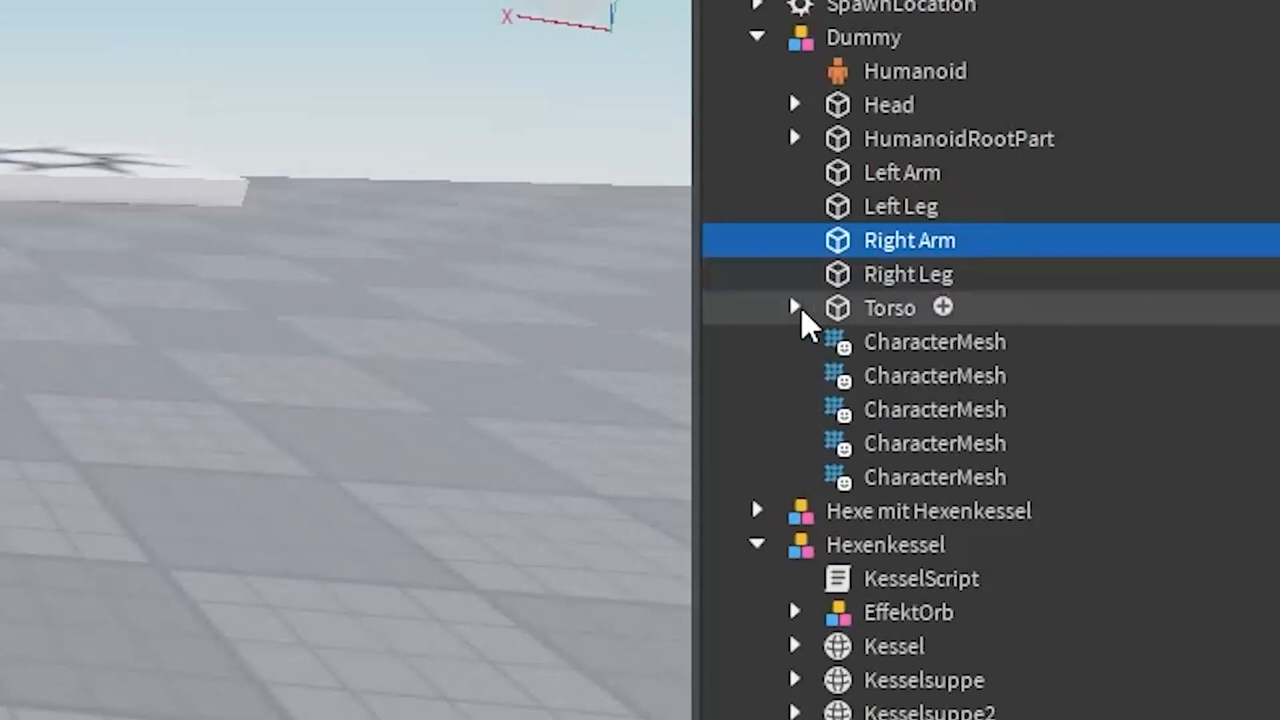 X
SpawnLocation
Dummy
Humanoid
Head
HumanoidRootPart
Left Arm
Left Leg
Right Arm
Right Leg
Torso
CharacterMesh
CharacterMesh
CharacterMesh
CharacterMesh
CharacterMesh
Hexe mit Hexenkessel
Hexenkessel
KesselScript
EffektOrb
Kessel
Kesselsuppe
Kesselsuppe2